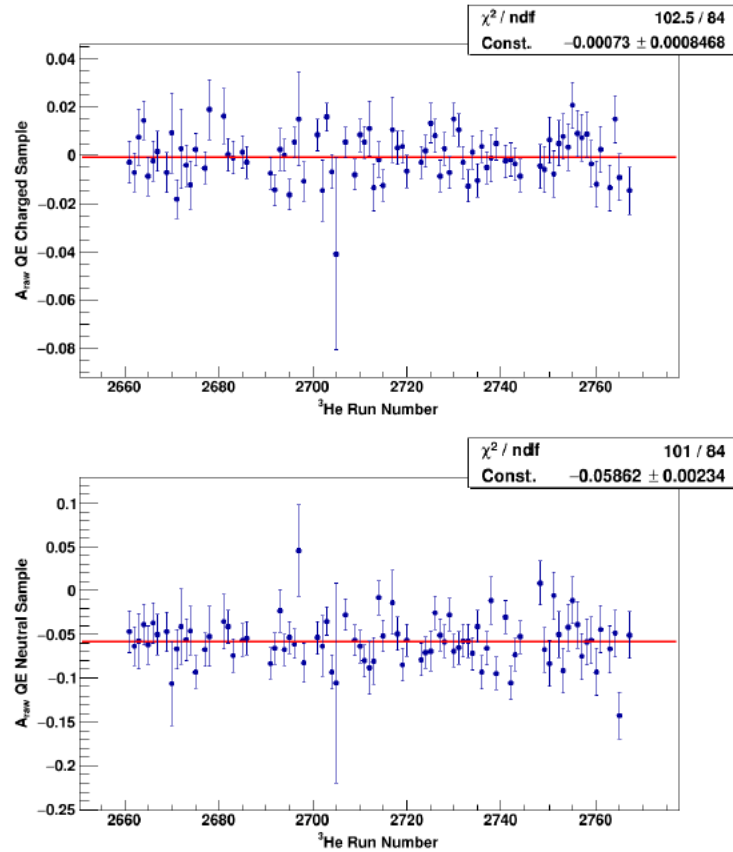 χ² / ndf 102.5 / 84
Const. −0.00073 ± 0.0008468
0.04
0.02
0
−0.02
−0.04
−0.06
−0.08
A_raw QE Charged Sample
2660 2680 2700 2720 2740 2760
³He Run Number
χ² / ndf 101 / 84
Const. −0.05862 ± 0.00234
0.1
0.05
0
−0.05
−0.1
−0.15
−0.2
−0.25
A_raw QE Neutral Sample
2660 2680 2700 2720 2740 2760
³He Run Number